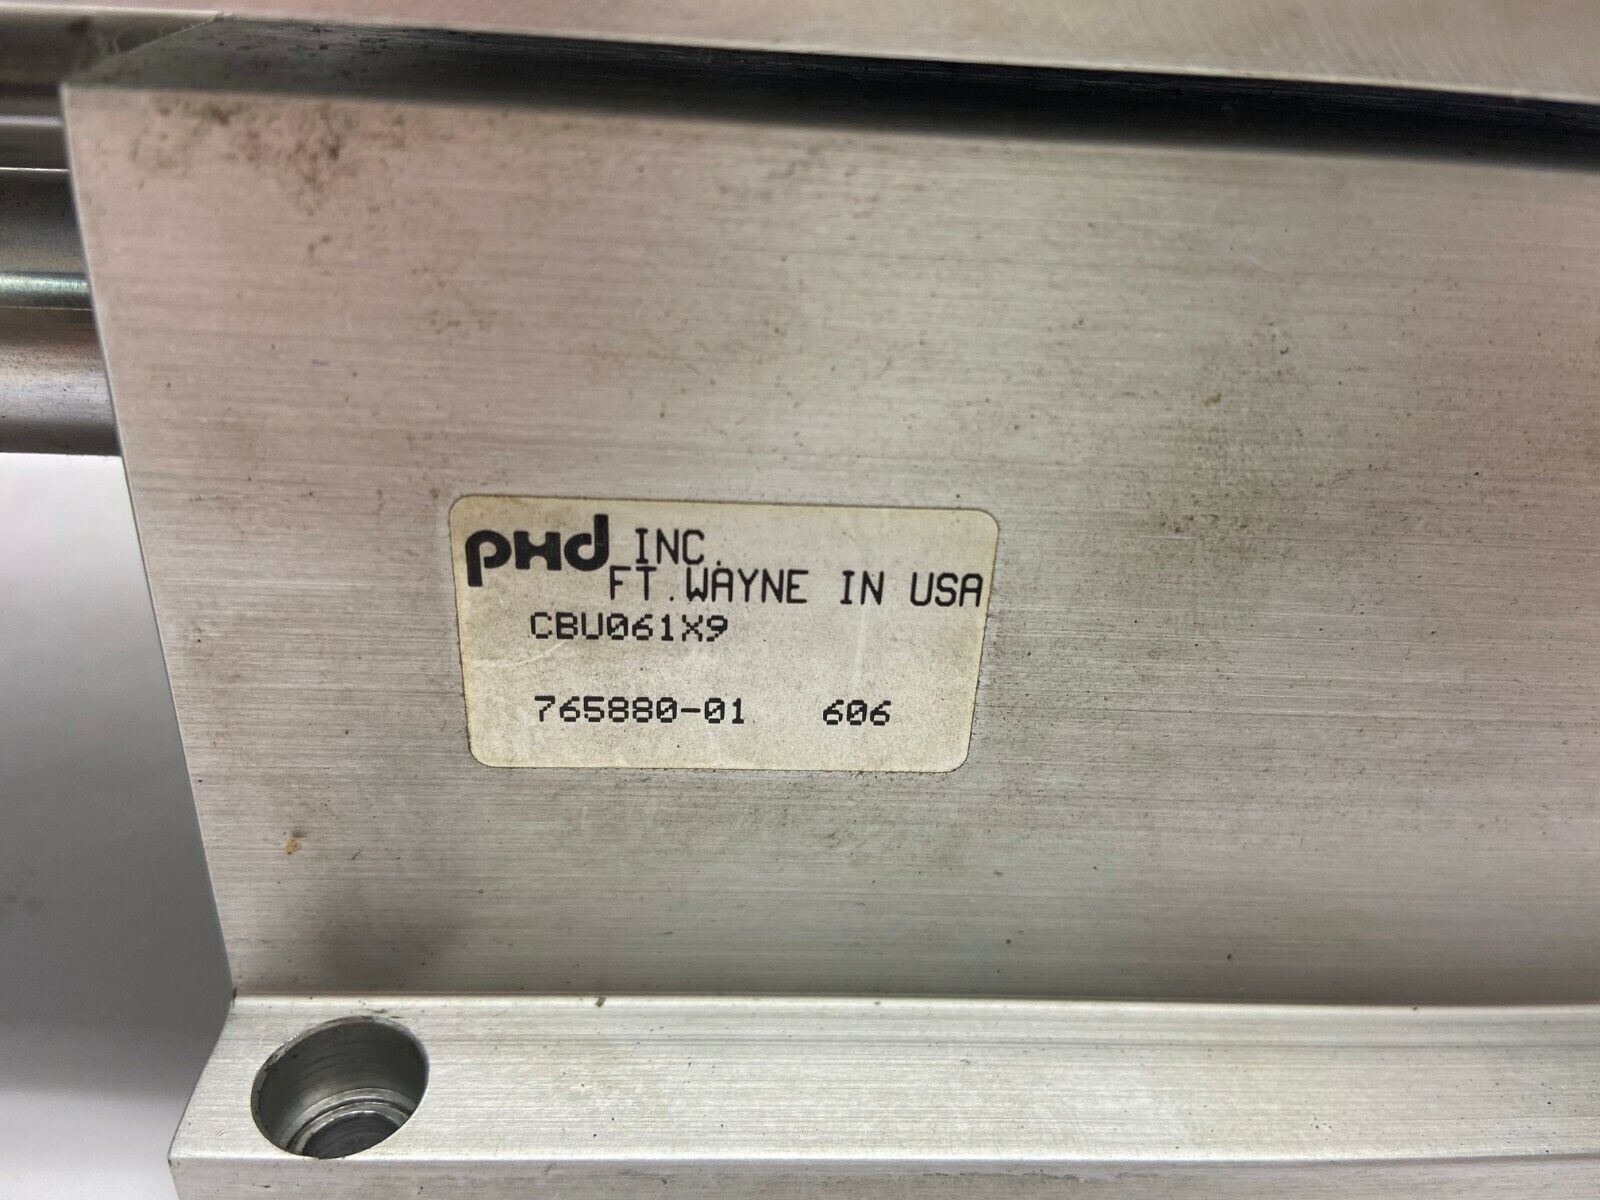 PHD INC.
FT. WAYNE IN USA
CBU061X9
765880-01 606